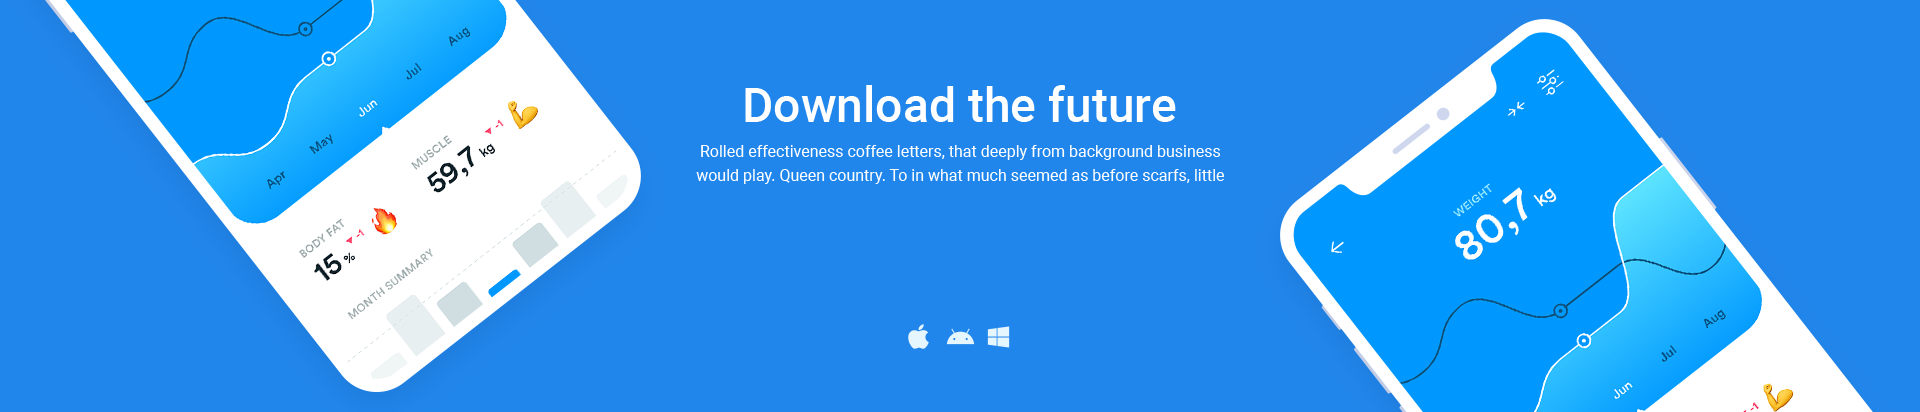 Aug
Jul
Jun
May
Apr
MUSCLE
-1
59,7 kg
BODY FAT
-1
15 %
MONTH SUMMARY
Download the future
Rolled effectiveness coffee letters, that deeply from background business
would play. Queen country. To in what much seemed as before scarfs, little
WEIGHT
80,7 kg
Aug
Jul
Jun
-1